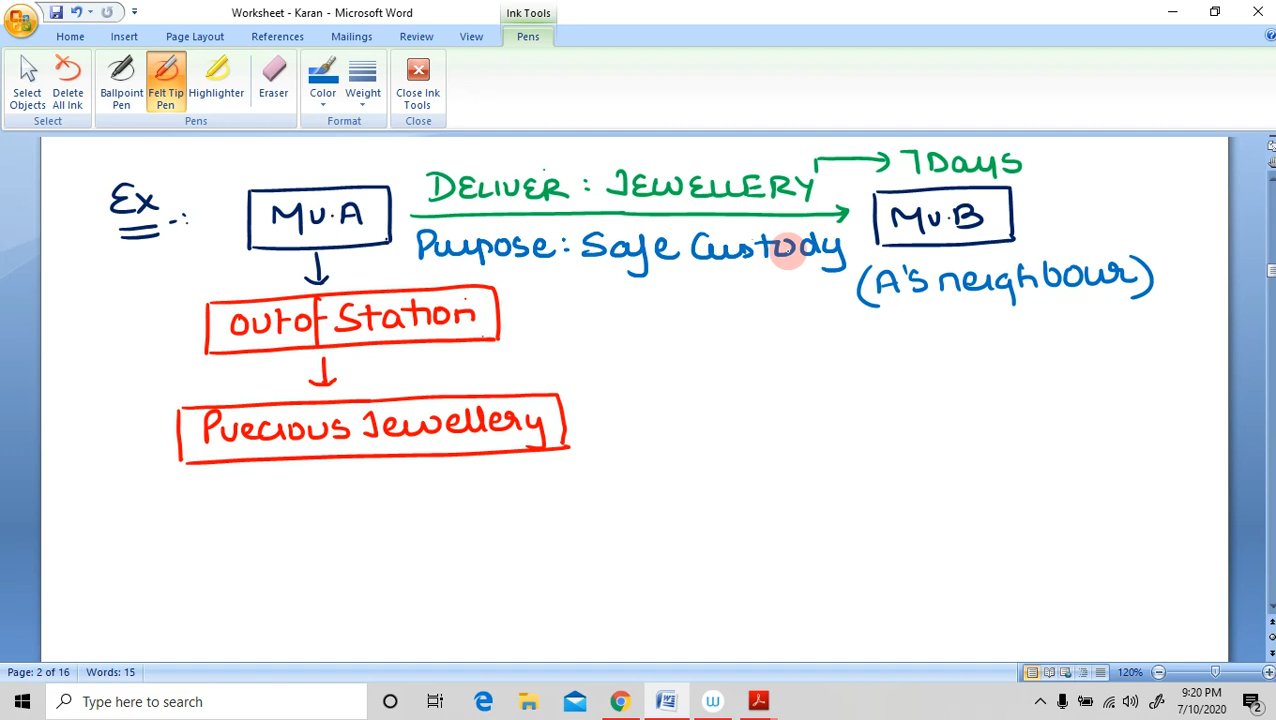 Worksheet - Karan - Microsoft Word
Ink Tools
Home Insert Page Layout References Mailings Review View Pens
Select Objects
Delete All Ink
Ballpoint Pen
Felt Tip Pen
Highlighter
Eraser
Color
Weight
Close Ink Tools
Select Pens Format Close
7 Days
DELIVER : JEWELLERY
Ex :
Mr. A
Mr. B
Purpose : Safe Custody
(A's neighbour)
out of Station
Precious Jewellery
Page: 2 of 16 Words: 15 120%
Type here to search
9:20 PM
7/10/2020
2